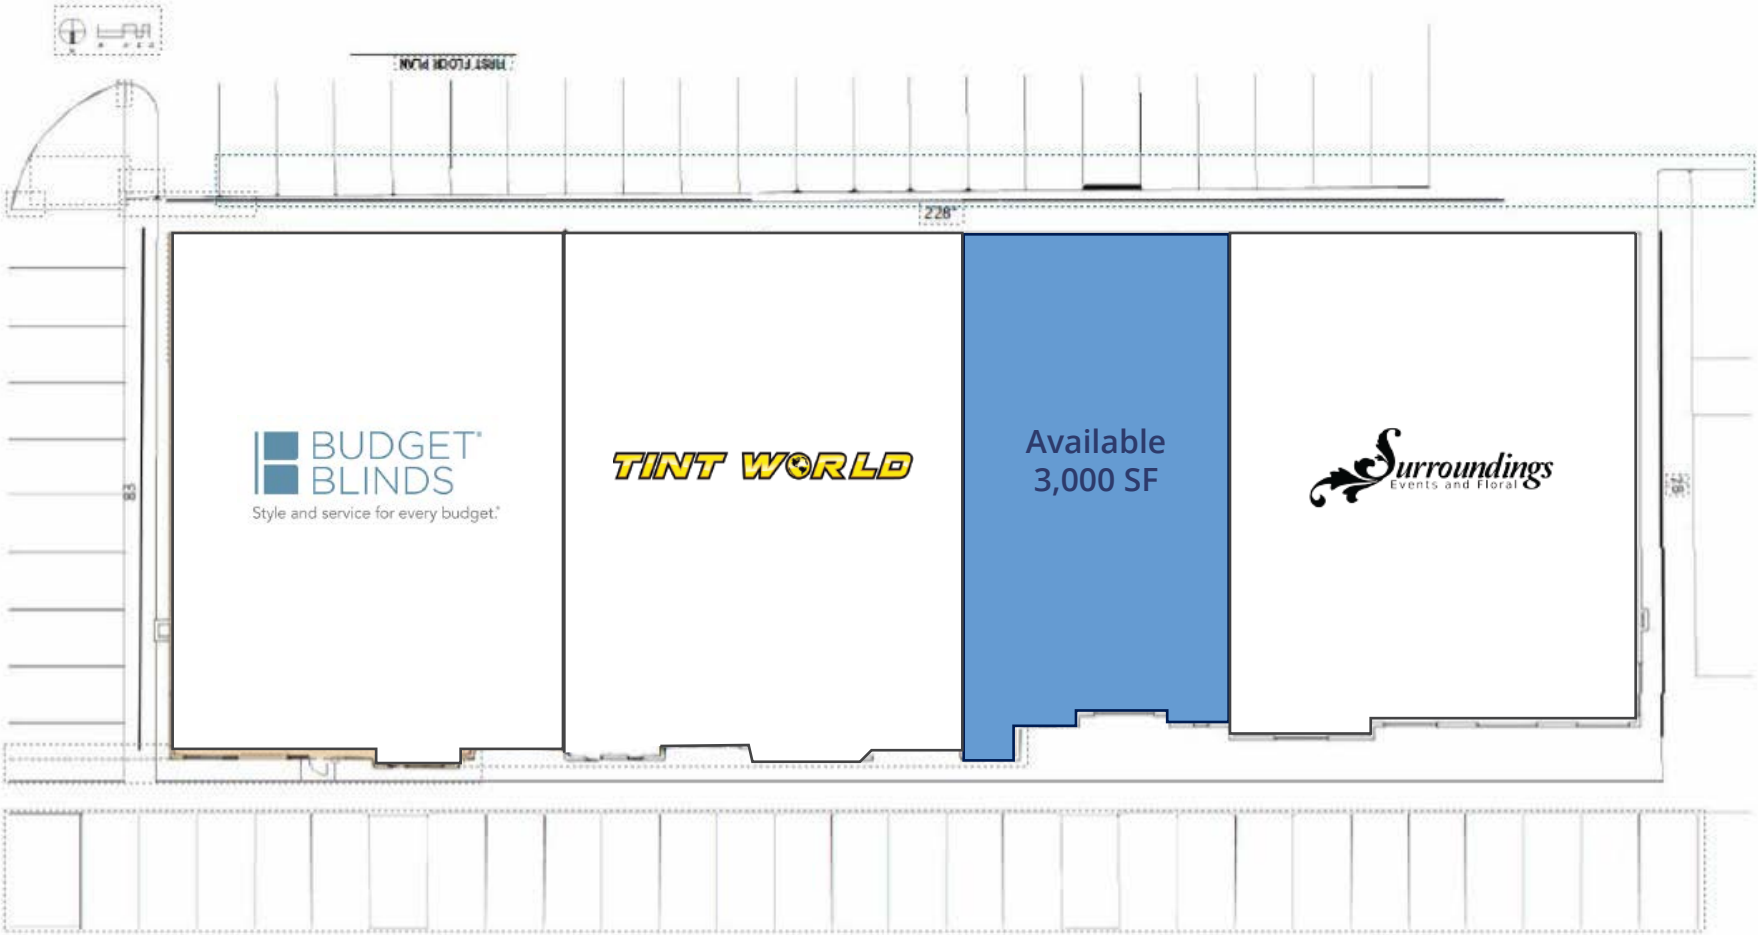 FIRST FLOOR PLAN
228'
83
BUDGET®
BLINDS
Style and service for every budget.®
TINT WORLD
Available
3,000 SF
Surroundings
Events and Floral